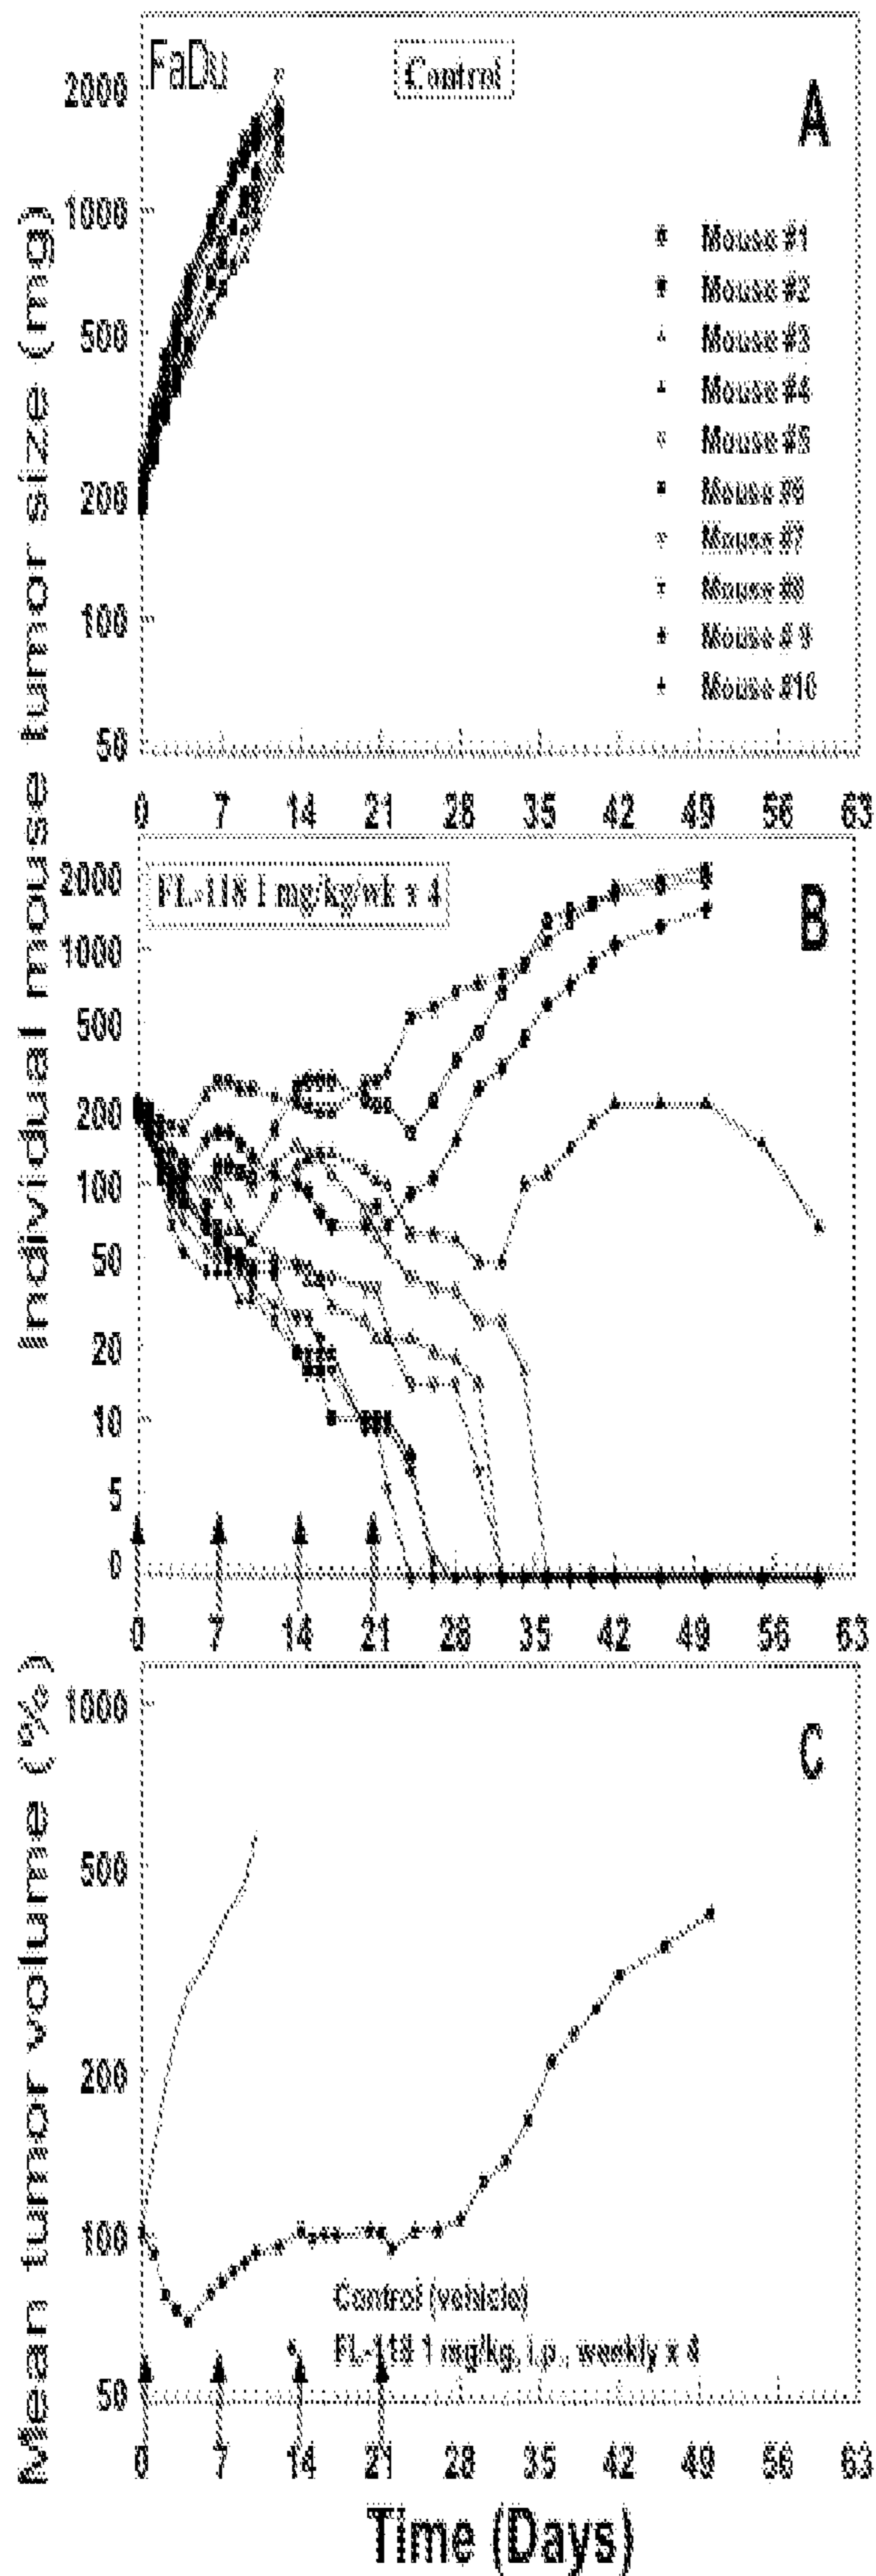 FaDu
Control
A
Individual mouse tumor size (mg)
2000
1000
500
200
100
50
Mouse #1
Mouse #2
Mouse #3
Mouse #4
Mouse #5
Mouse #6
Mouse #7
Mouse #8
Mouse # 9
Mouse #10
0 7 14 21 28 35 42 49 56 63
FL-118 1 mg/kg/wk x 4
B
2000
1000
500
200
100
50
20
10
5
0
0 7 14 21 28 35 42 49 56 63
Mean tumor volume (%)
C
1000
500
200
100
50
Control (vehicle)
FL-118 1 mg/kg, i.p., weekly x 4
0 7 14 21 28 35 42 49 56 63
Time (Days)